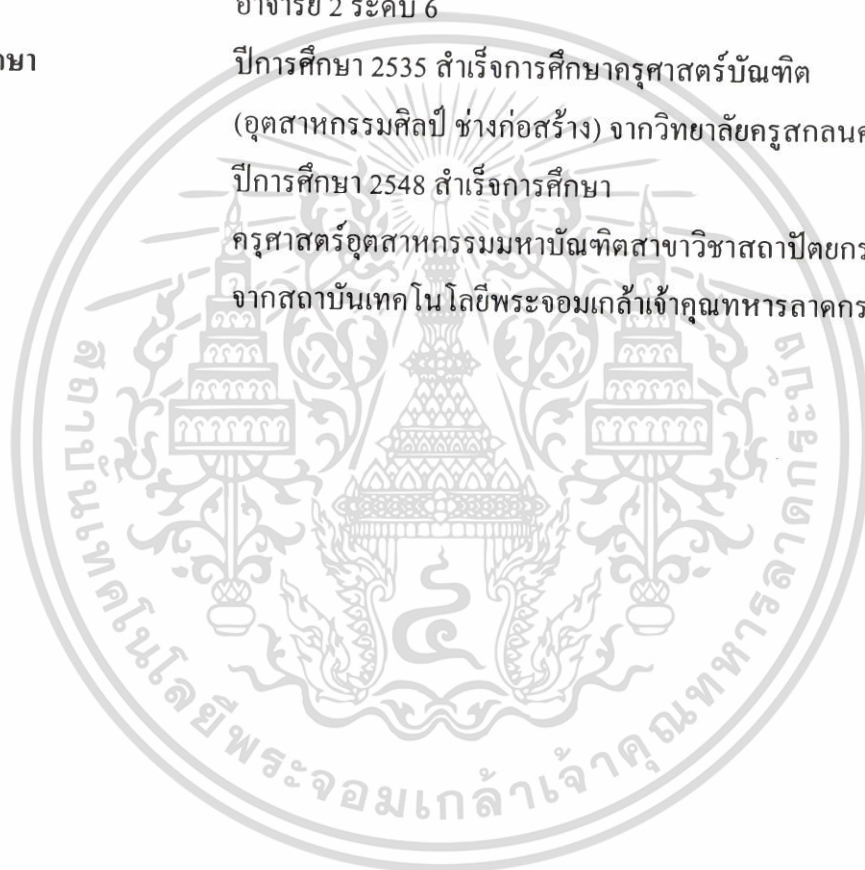 อาจารย์ 2 ระดับ 6
ปีการศึกษา 2535 สำเร็จการศึกษาครุศาสตร์บัณฑิต
(อุตสาหกรรมศิลป์ ช่างก่อสร้าง) จากวิทยาลัยครูสกลนค
ปีการศึกษา 2548 สำเร็จการศึกษา
ครุศาสตร์อุตสาหกรรมมหาบัณฑิตสาขาวิชาสถาปัตยกร
จากสถาบันเทคโนโลยีพระจอมเกล้าเจ้าคุณทหารลาดกร
สถาบันเทคโนโลยีพระจอมเกล้าเจ้าคุณทหารลาดกระบัง
๔